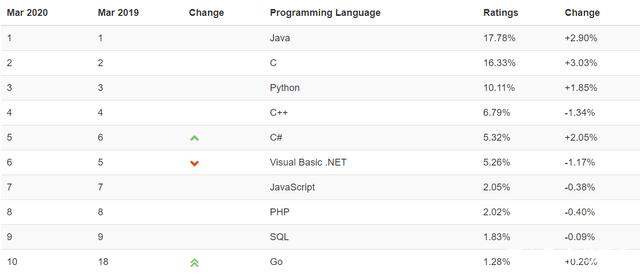 Mar 2020 Mar 2019 Change Programming Language Ratings Change
1 1 Java 17.78% +2.90%
2 2 C 16.33% +3.03%
3 3 Python 10.11% +1.85%
4 4 C++ 6.79% -1.34%
5 6 C# 5.32% +2.05%
6 5 Visual Basic .NET 5.26% -1.17%
7 7 JavaScript 2.05% -0.38%
8 8 PHP 2.02% -0.40%
9 9 SQL 1.83% -0.09%
10 18 Go 1.28%